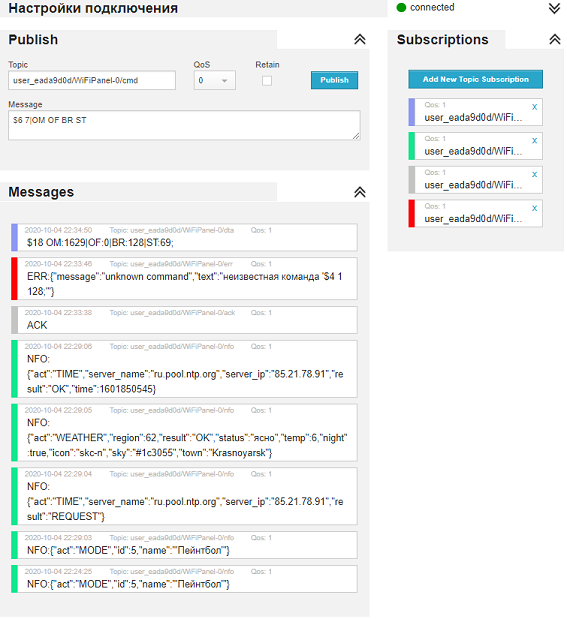 Настройки подключения
connected
Publish
Topic
QoS
Retain
user_eada9d0d/WiFiPanel-0/cmd
0
Publish
Message
$6 7|OM OF BR ST
Subscriptions
Add New Topic Subscription
Qos: 1
x
user_eada9d0d/WiFi...
Qos: 1
x
user_eada9d0d/WiFi...
Qos: 1
x
user_eada9d0d/WiFi...
Qos: 1
x
user_eada9d0d/WiFi...
Messages
2020-10-04 22:34:50 Topic: user_eada9d0d/WiFiPanel-0/dta Qos: 1
$18 OM:1629|OF:0|BR:128|ST:69;
2020-10-04 22:33:46 Topic: user_eada9d0d/WiFiPanel-0/err Qos: 1
ERR:{"message":"unknown command","text":"неизвестная команда '$4 1
128;'"}
2020-10-04 22:33:38 Topic: user_eada9d0d/WiFiPanel-0/ack Qos: 1
ACK
2020-10-04 22:29:06 Topic: user_eada9d0d/WiFiPanel-0/nfo Qos: 1
NFO:
{"act":"TIME","server_name":"ru.pool.ntp.org","server_ip":"85.21.78.91","re
sult":"OK","time":1601850545}
2020-10-04 22:29:05 Topic: user_eada9d0d/WiFiPanel-0/nfo Qos: 1
NFO:
{"act":"WEATHER","region":62,"result":"OK","status":"ясно","temp":6,"night"
:true,"icon":"skc-n","sky":"#1c3055","town":"Krasnoyarsk"}
2020-10-04 22:29:04 Topic: user_eada9d0d/WiFiPanel-0/nfo Qos: 1
NFO:
{"act":"TIME","server_name":"ru.pool.ntp.org","server_ip":"85.21.78.91","re
sult":"REQUEST"}
2020-10-04 22:29:03 Topic: user_eada9d0d/WiFiPanel-0/nfo Qos: 1
NFO:{"act":"MODE","id":5,"name":"'Пейнтбол'"}
2020-10-04 22:24:25 Topic: user_eada9d0d/WiFiPanel-0/nfo Qos: 1
NFO:{"act":"MODE","id":5,"name":"'Пейнтбол'"}